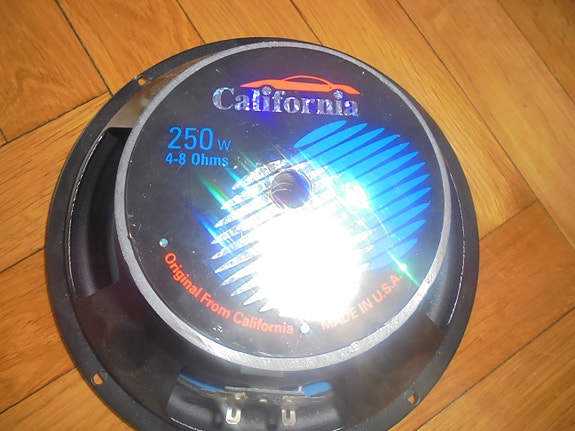 California
250 W.
4-8 Ohms
Original From California
MADE IN U.S.A.